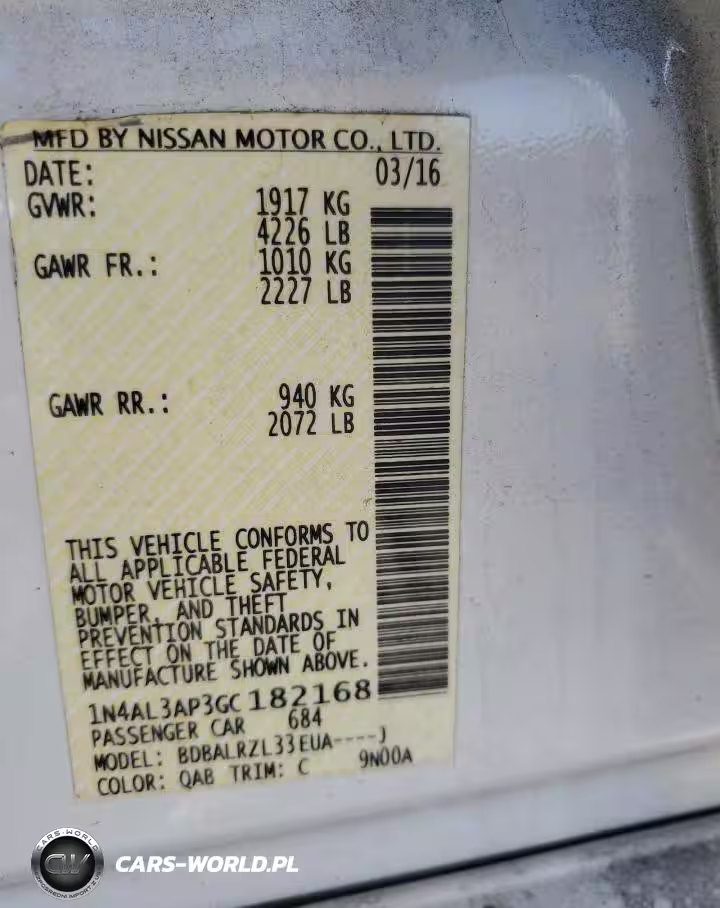 MFD BY NISSAN MOTOR CO., LTD.
DATE: 03/16
GVWR: 1917 KG
4226 LB
GAWR FR.: 1010 KG
2227 LB
GAWR RR.: 940 KG
2072 LB
THIS VEHICLE CONFORMS TO
ALL APPLICABLE FEDERAL
MOTOR VEHICLE SAFETY,
BUMPER, AND THEFT
PREVENTION STANDARDS IN
EFFECT ON THE DATE OF
MANUFACTURE SHOWN ABOVE.
1N4AL3AP3GC182168
PASSENGER CAR 684
MODEL: BDBALRZL33EUA----J
COLOR: QAB TRIM: C 9N00A
CARS-WORLD
CW
CARS-WORLD.PL